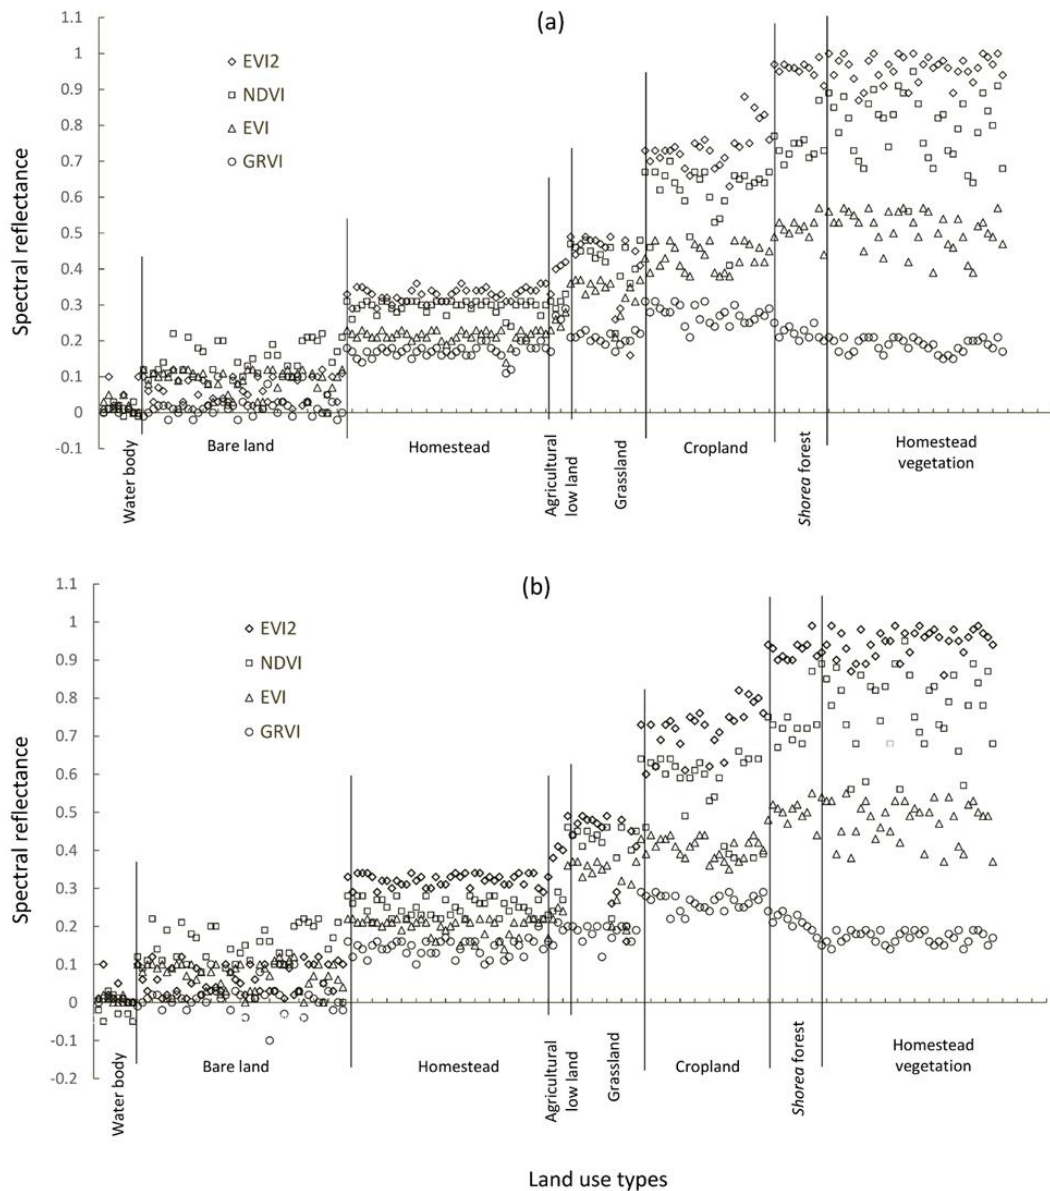 (a)
1.1
1
0.9
0.8
0.7
0.6
0.5
0.4
0.3
0.2
0.1
0
-0.1
Spectral reflectance
EVI2
NDVI
EVI
GRVI
Water body
Bare land
Homestead
Agricultural
low land
Grassland
Cropland
Shorea forest
Homestead
vegetation
(b)
1.1
1
0.9
0.8
0.7
0.6
0.5
0.4
0.3
0.2
0.1
0
-0.1
-0.2
Spectral reflectance
EVI2
NDVI
EVI
GRVI
Water body
Bare land
Homestead
Agricultural
low land
Grassland
Cropland
Shorea forest
Homestead
vegetation
Land use types